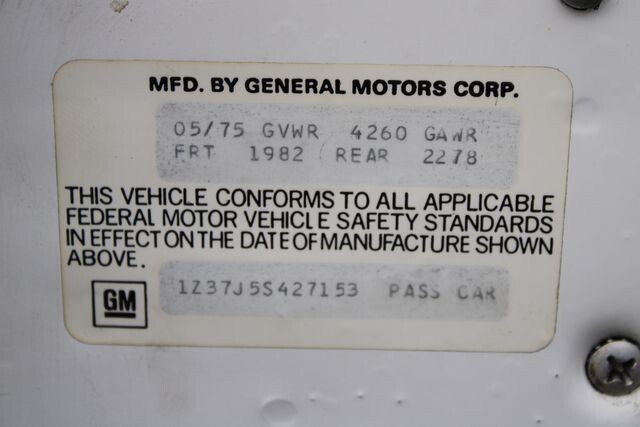 MFD. BY GENERAL MOTORS CORP.
05/75 GVWR 4260 GAWR
FRT 1982 REAR 2278
THIS VEHICLE CONFORMS TO ALL APPLICABLE
FEDERAL MOTOR VEHICLE SAFETY STANDARDS
IN EFFECT ON THE DATE OF MANUFACTURE SHOWN
ABOVE.
1Z37J5S427153 PASS CAR
GM